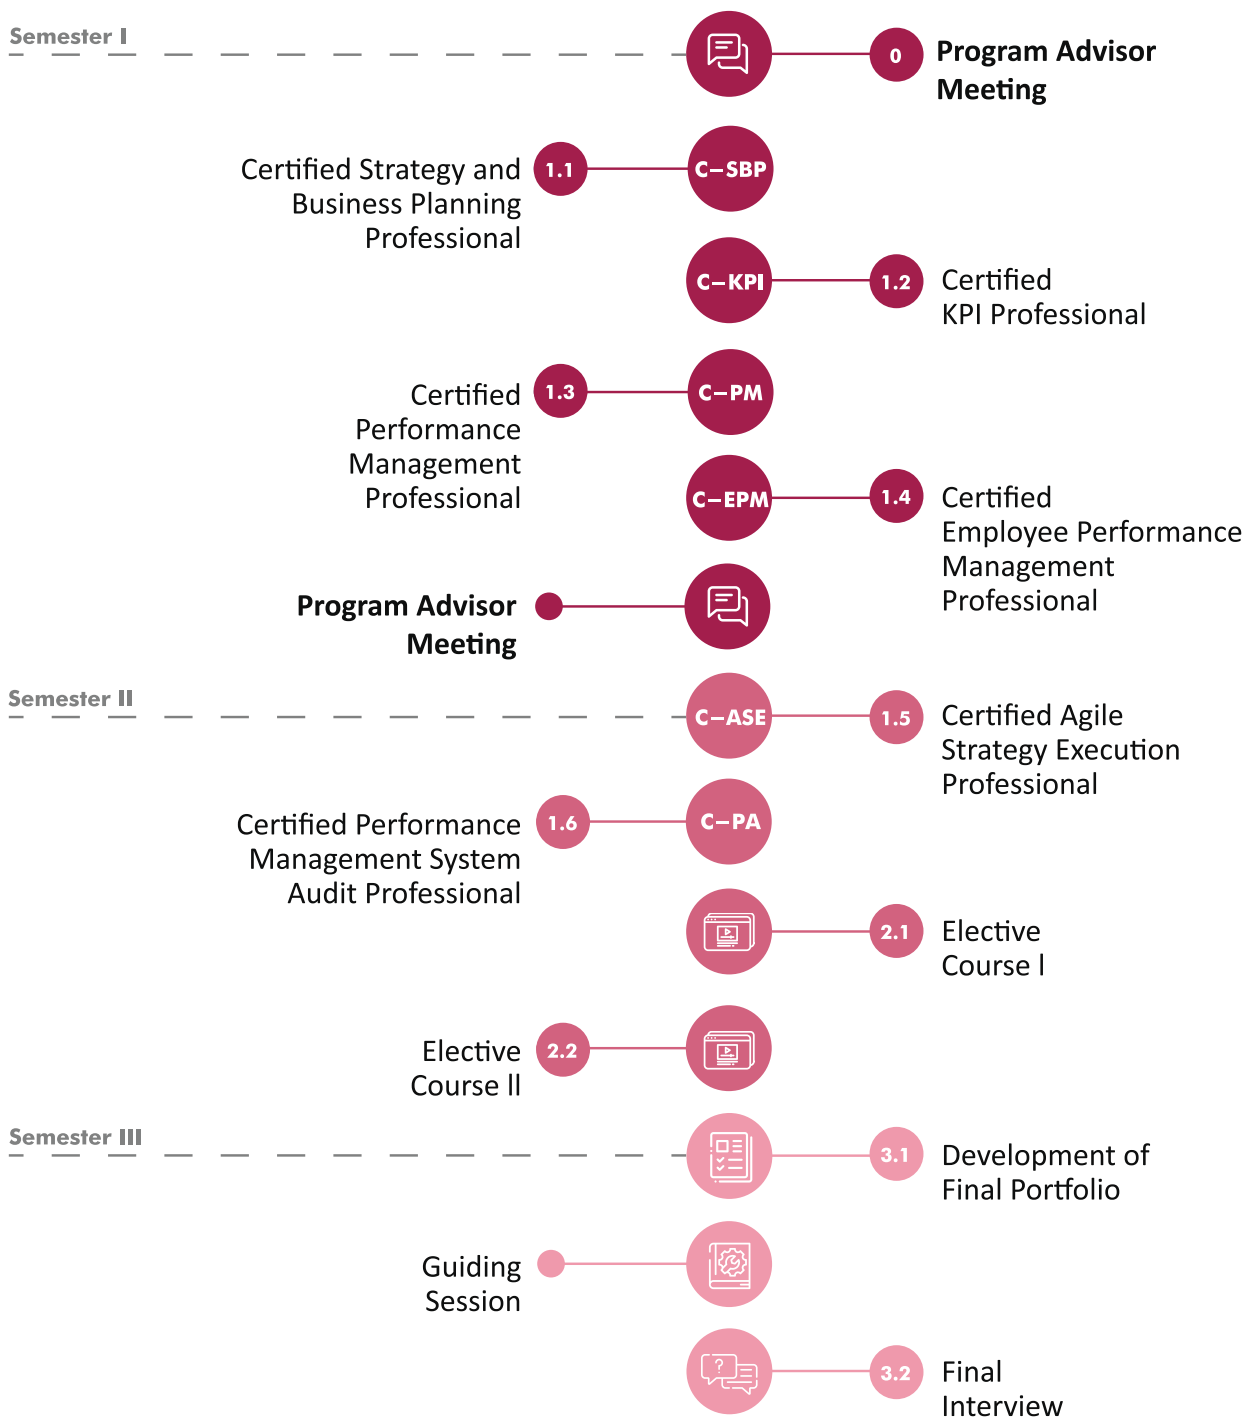 Semester I
0
Program Advisor
Meeting
Certified Strategy and
Business Planning
Professional
1.1
C–SBP
C–KPI
1.2
Certified
KPI Professional
Certified
Performance
Management
Professional
1.3
C–PM
C–EPM
1.4
Certified
Employee Performance
Management
Professional
Program Advisor
Meeting
Semester II
C–ASE
1.5
Certified Agile
Strategy Execution
Professional
Certified Performance
Management System
Audit Professional
1.6
C–PA
2.1
Elective
Course l
Elective
Course ll
2.2
Semester III
3.1
Development of
Final Portfolio
Guiding
Session
?
3.2
Final
Interview